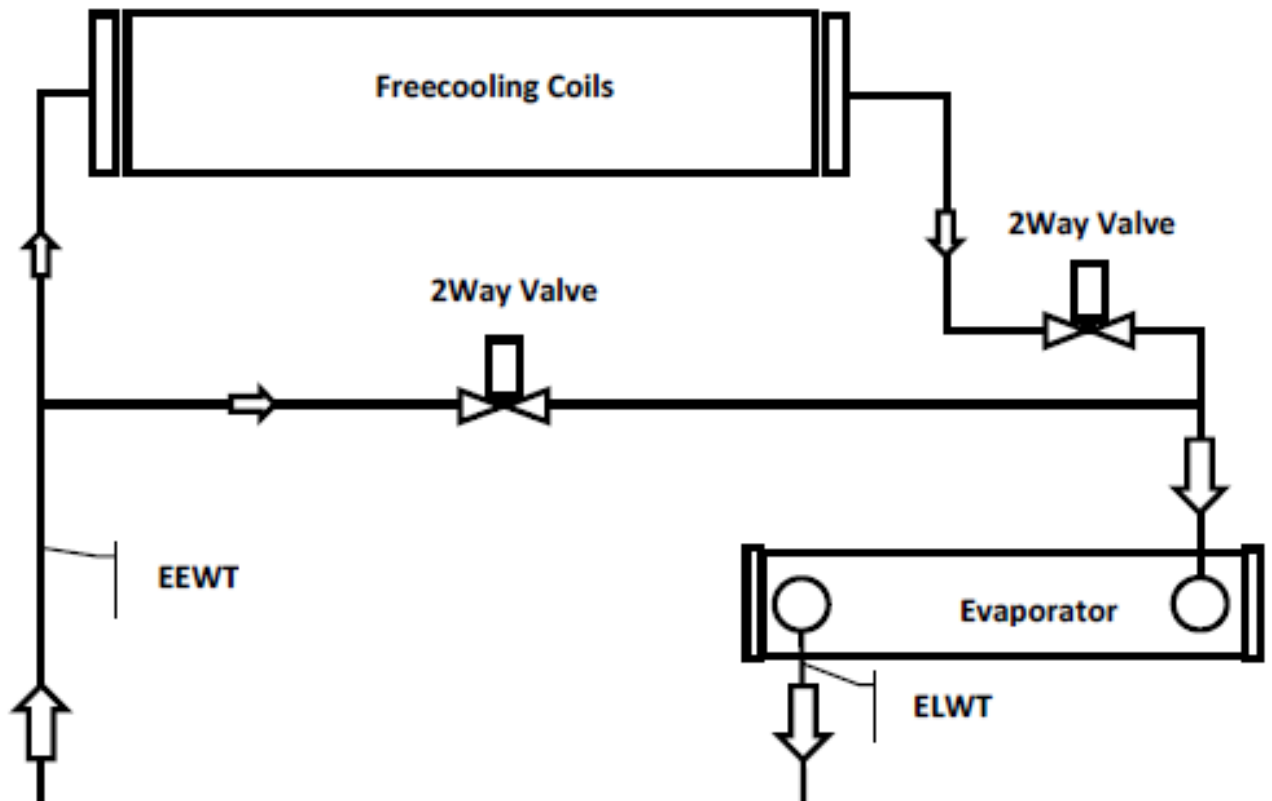 Freecooling Coils
2Way Valve
2Way Valve
EEWT
Evaporator
ELWT